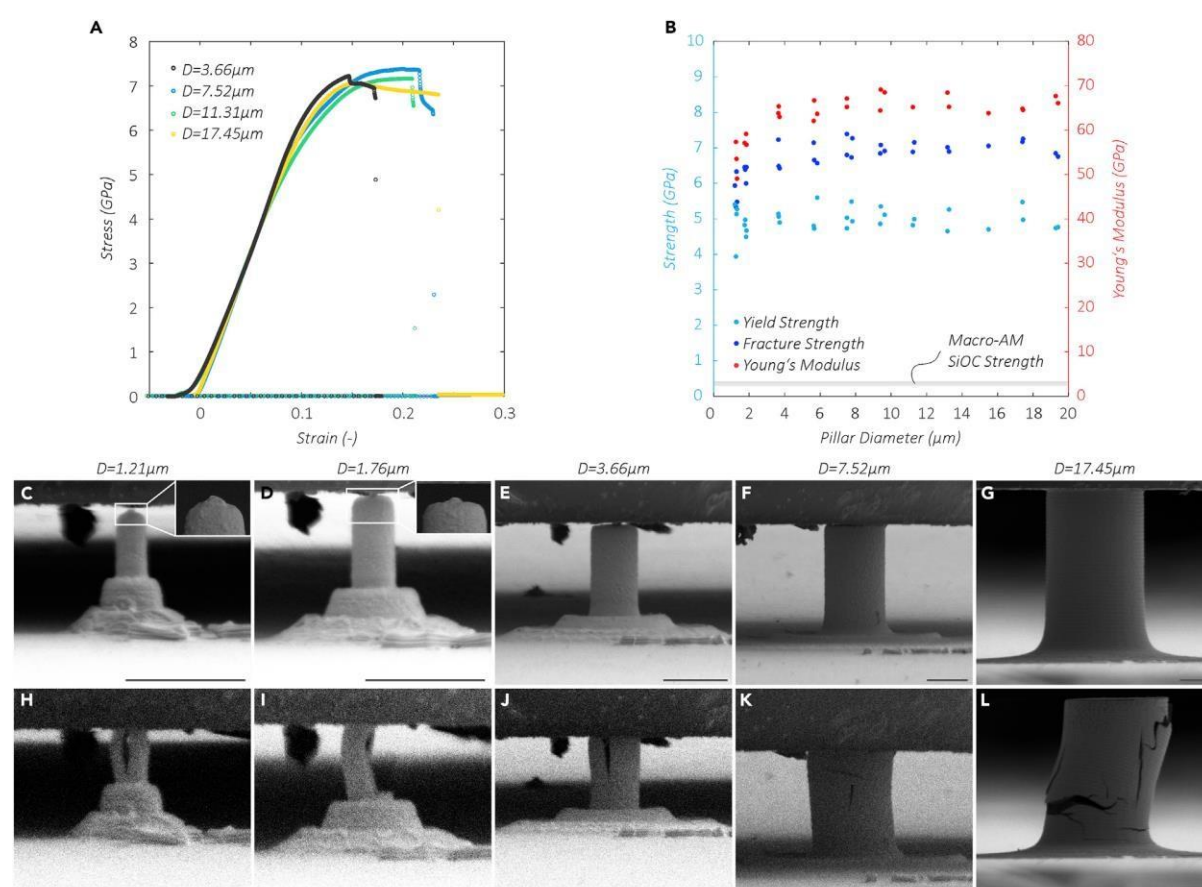 A
Stress (GPa)
8
7
6
5
4
3
2
1
0
D=3.66μm
D=7.52μm
D=11.31μm
D=17.45μm
0
0.1
0.2
0.3
Strain (-)
B
Strength (GPa)
10
9
8
7
6
5
4
3
2
1
0
Yield Strength
Fracture Strength
Young's Modulus
Macro-AM
SiOC Strength
80
70
60
50
40
30
20
10
0
Young's Modulus (GPa)
0 2 4 6 8 10 12 14 16 18 20
Pillar Diameter (μm)
D=1.21μm
D=1.76μm
D=3.66μm
D=7.52μm
D=17.45μm
C
D
E
F
G
H
I
J
K
L